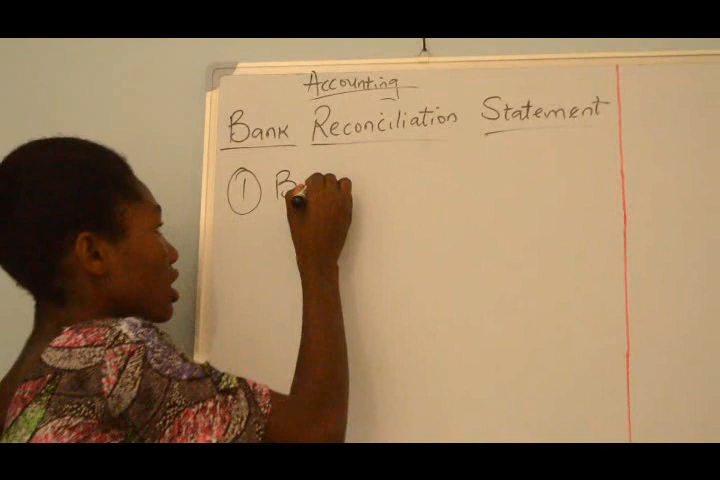 Accounting
Bank Reconciliation Statement
① B